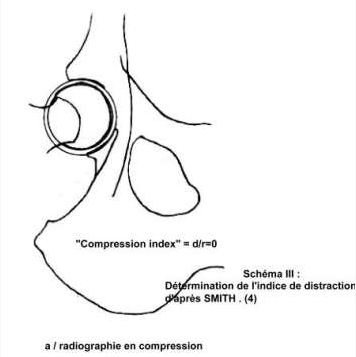 "Compression index" = d/r=0
Schéma III :
Détermination de l'indice de distraction
d'après SMITH . (4)
a / radiographie en compression